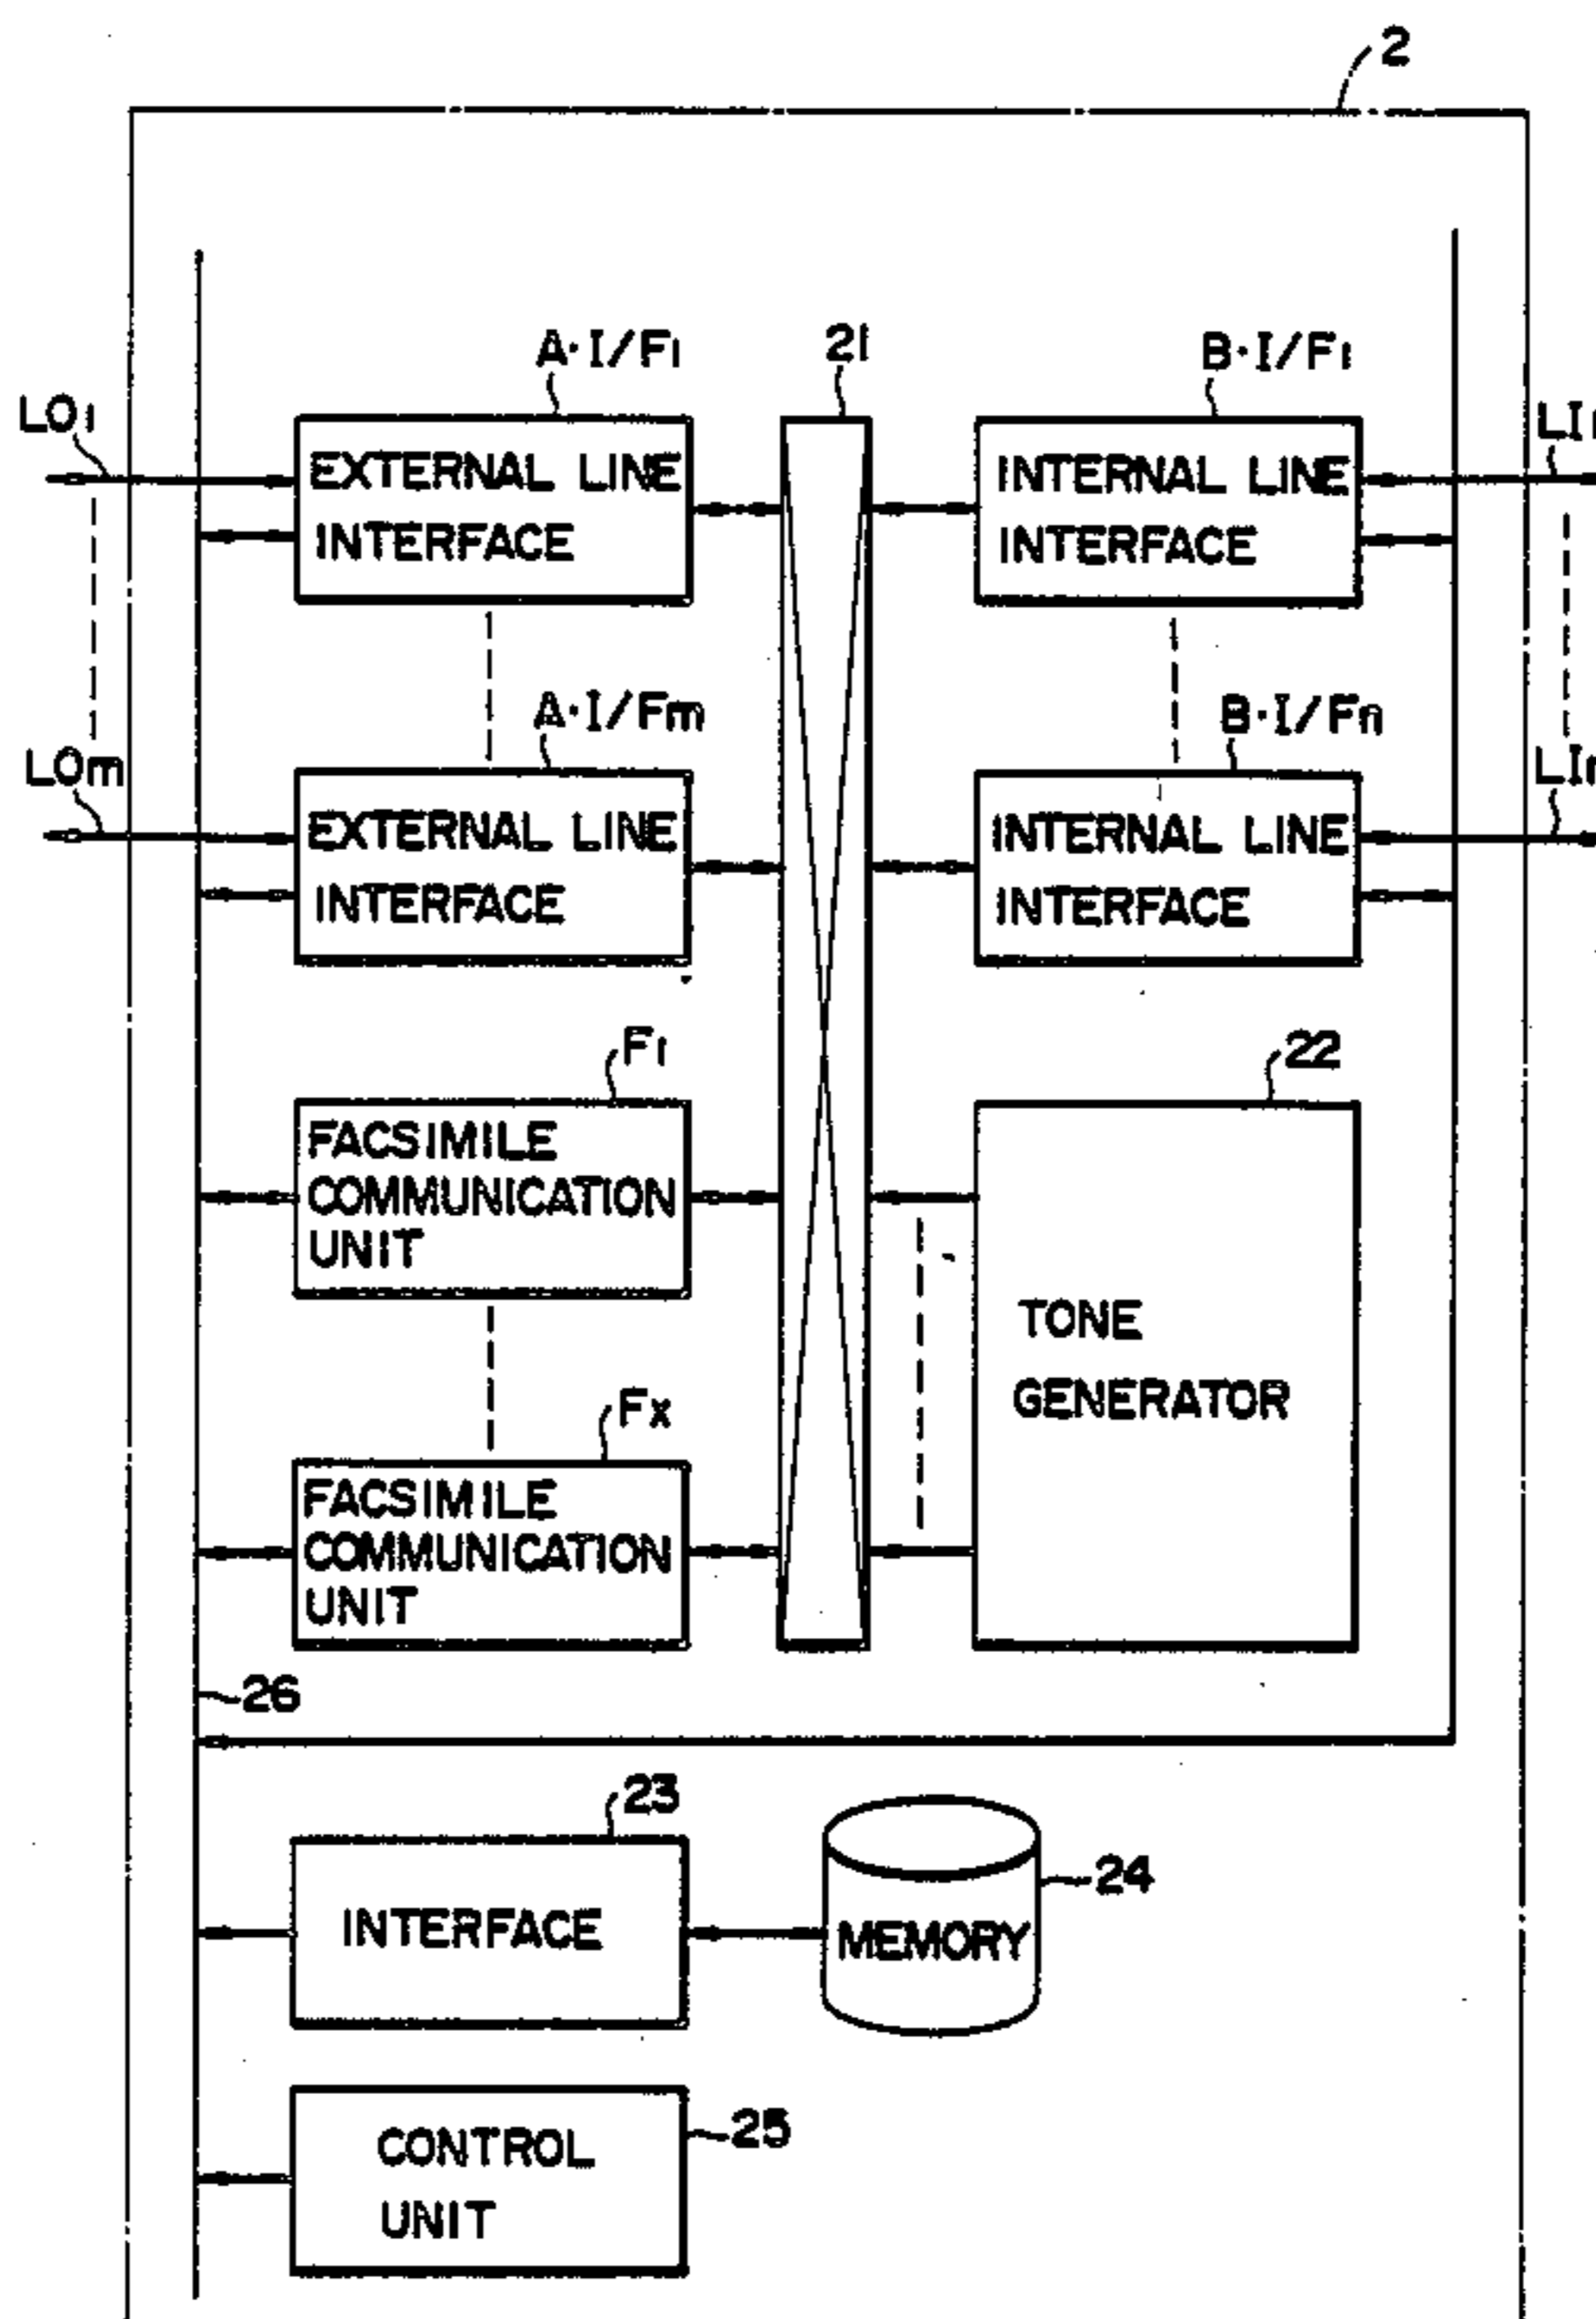 2
A·I/F1
21
B·I/F1
LO1
EXTERNAL LINE
INTERFACE
INTERNAL LINE
INTERFACE
A·I/Fm
B·I/Fn
LOm
EXTERNAL LINE
INTERFACE
INTERNAL LINE
INTERFACE
F1
22
FACSIMILE
COMMUNICATION
UNIT
TONE
GENERATOR
Fx
FACSIMILE
COMMUNICATION
UNIT
26
23
INTERFACE
24
MEMORY
25
CONTROL
UNIT